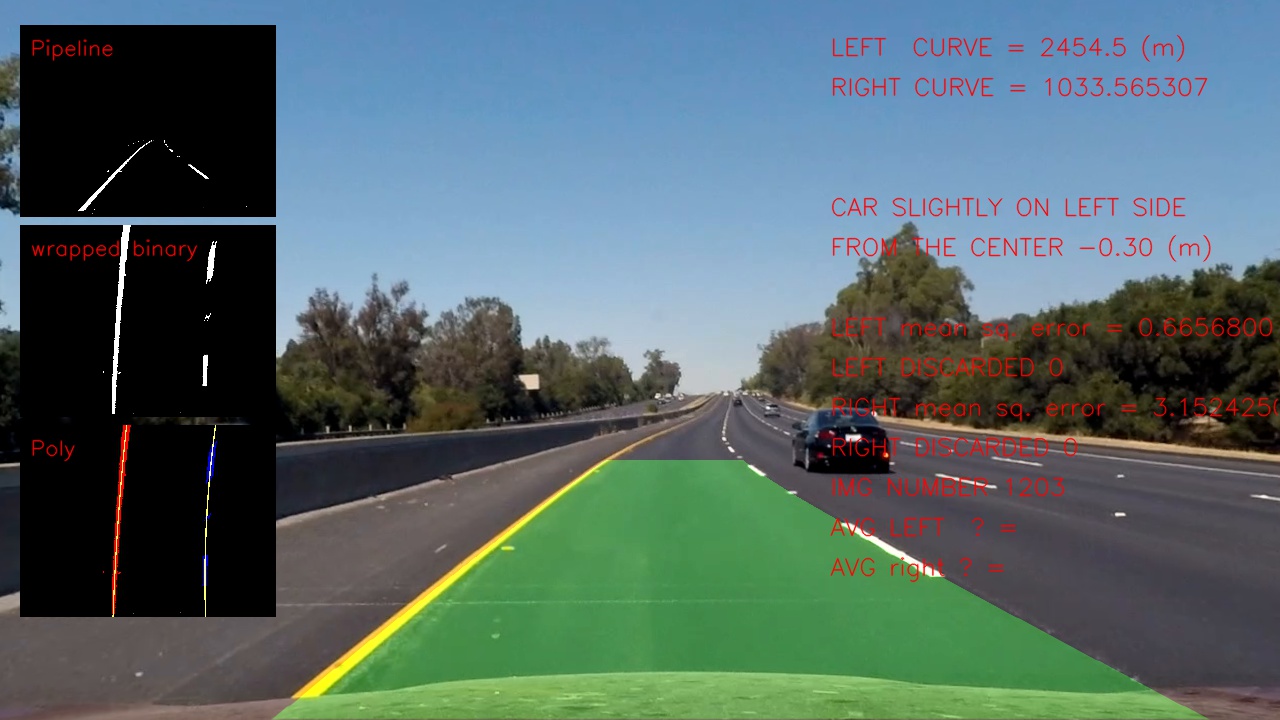 Pipeline
wrapped binary
Poly
LEFT CURVE = 2454.5 (m)
RIGHT CURVE = 1033.565307
CAR SLIGHTLY ON LEFT SIDE
FROM THE CENTER -0.30 (m)
LEFT mean sq. error = 0.6656800
LEFT DISCARDED 0
RIGHT mean sq. error = 3.1524250
RIGHT DISCARDED 0
IMG NUMBER 1203
AVG LEFT ? =
AVG right ? =